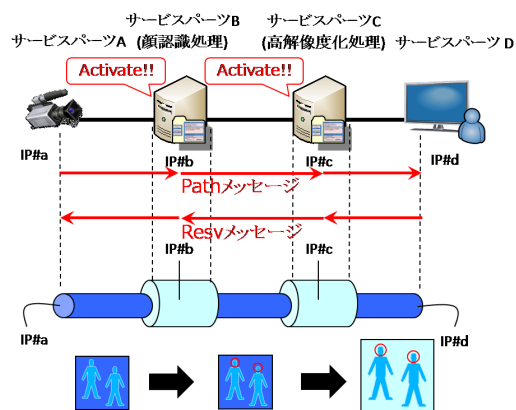 サービスパーツA
サービスパーツB
(顔認識処理)
サービスパーツC
(高解像度化処理)
サービスパーツ D
Activate!!
Activate!!
IP#a
IP#b
IP#c
IP#d
Pathメッセージ
Resvメッセージ
IP#b
IP#c
IP#a
IP#d